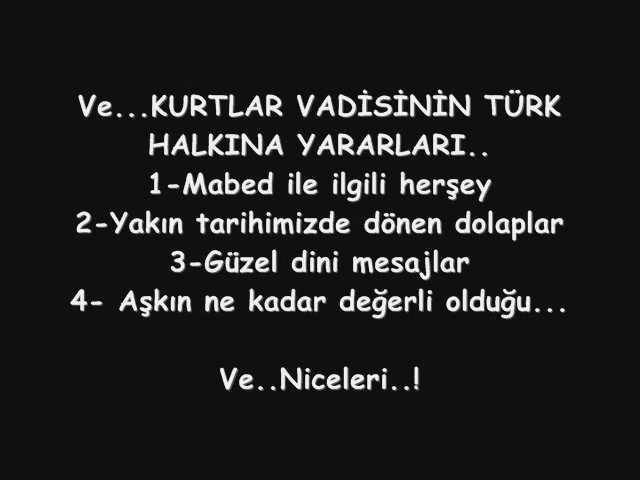 Ve...KURTLAR VADİSİNİN TÜRK
HALKINA YARARLARI..
1-Mabed ile ilgili herşey
2-Yakın tarihimizde dönen dolaplar
3-Güzel dini mesajlar
4- Aşkın ne kadar değerli olduğu...
Ve..Niceleri..!